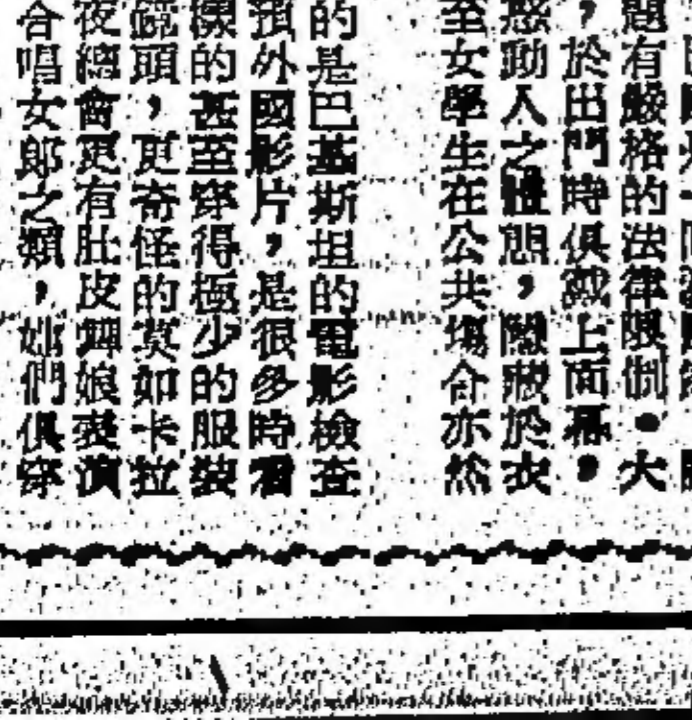 題有嚴格的法律限制。大
，於出門時俱戴上面幕，
惑動人之體態，隱藏於衣
至女學生在公共塲合亦然
的是巴基斯坦的電影檢查
預外國影片，是很多時看
的甚至穿得極少的服裝
鏡頭，更奇怪的莫如卡拉
夜總會更有肚皮舞娘表演
合唱女郎之類，她們俱穿